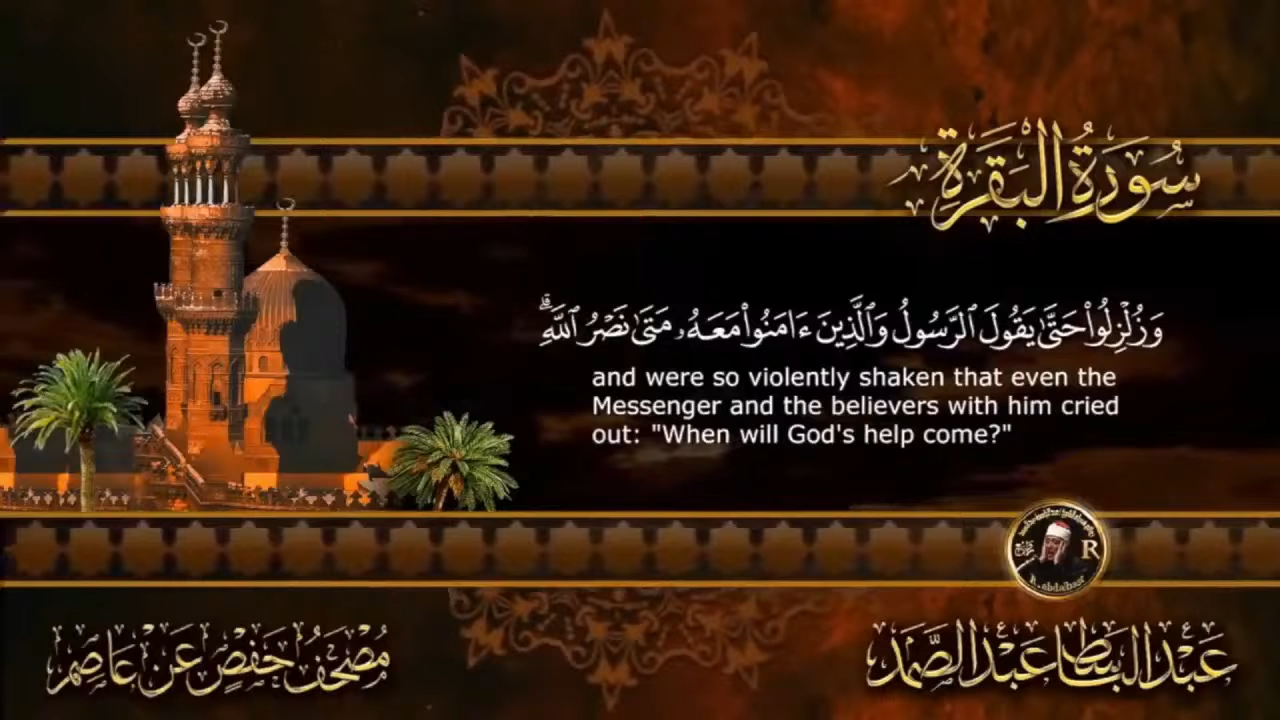 سُورَةُ البَقَرَةِ
وَزُلْزِلُوا۟ حَتَّىٰ يَقُولَ ٱلرَّسُولُ وَٱلَّذِينَ ءَامَنُوا۟ مَعَهُۥ مَتَىٰ نَصْرُ ٱللَّهِ ۗ
and were so violently shaken that even the
Messenger and the believers with him cried
out: "When will God's help come?"
R
عَبْدُ البَاسِط عَبْدُ الصَّمَد
مُصْحَفُ حَفْصٍ عَنْ عَاصِمٍ